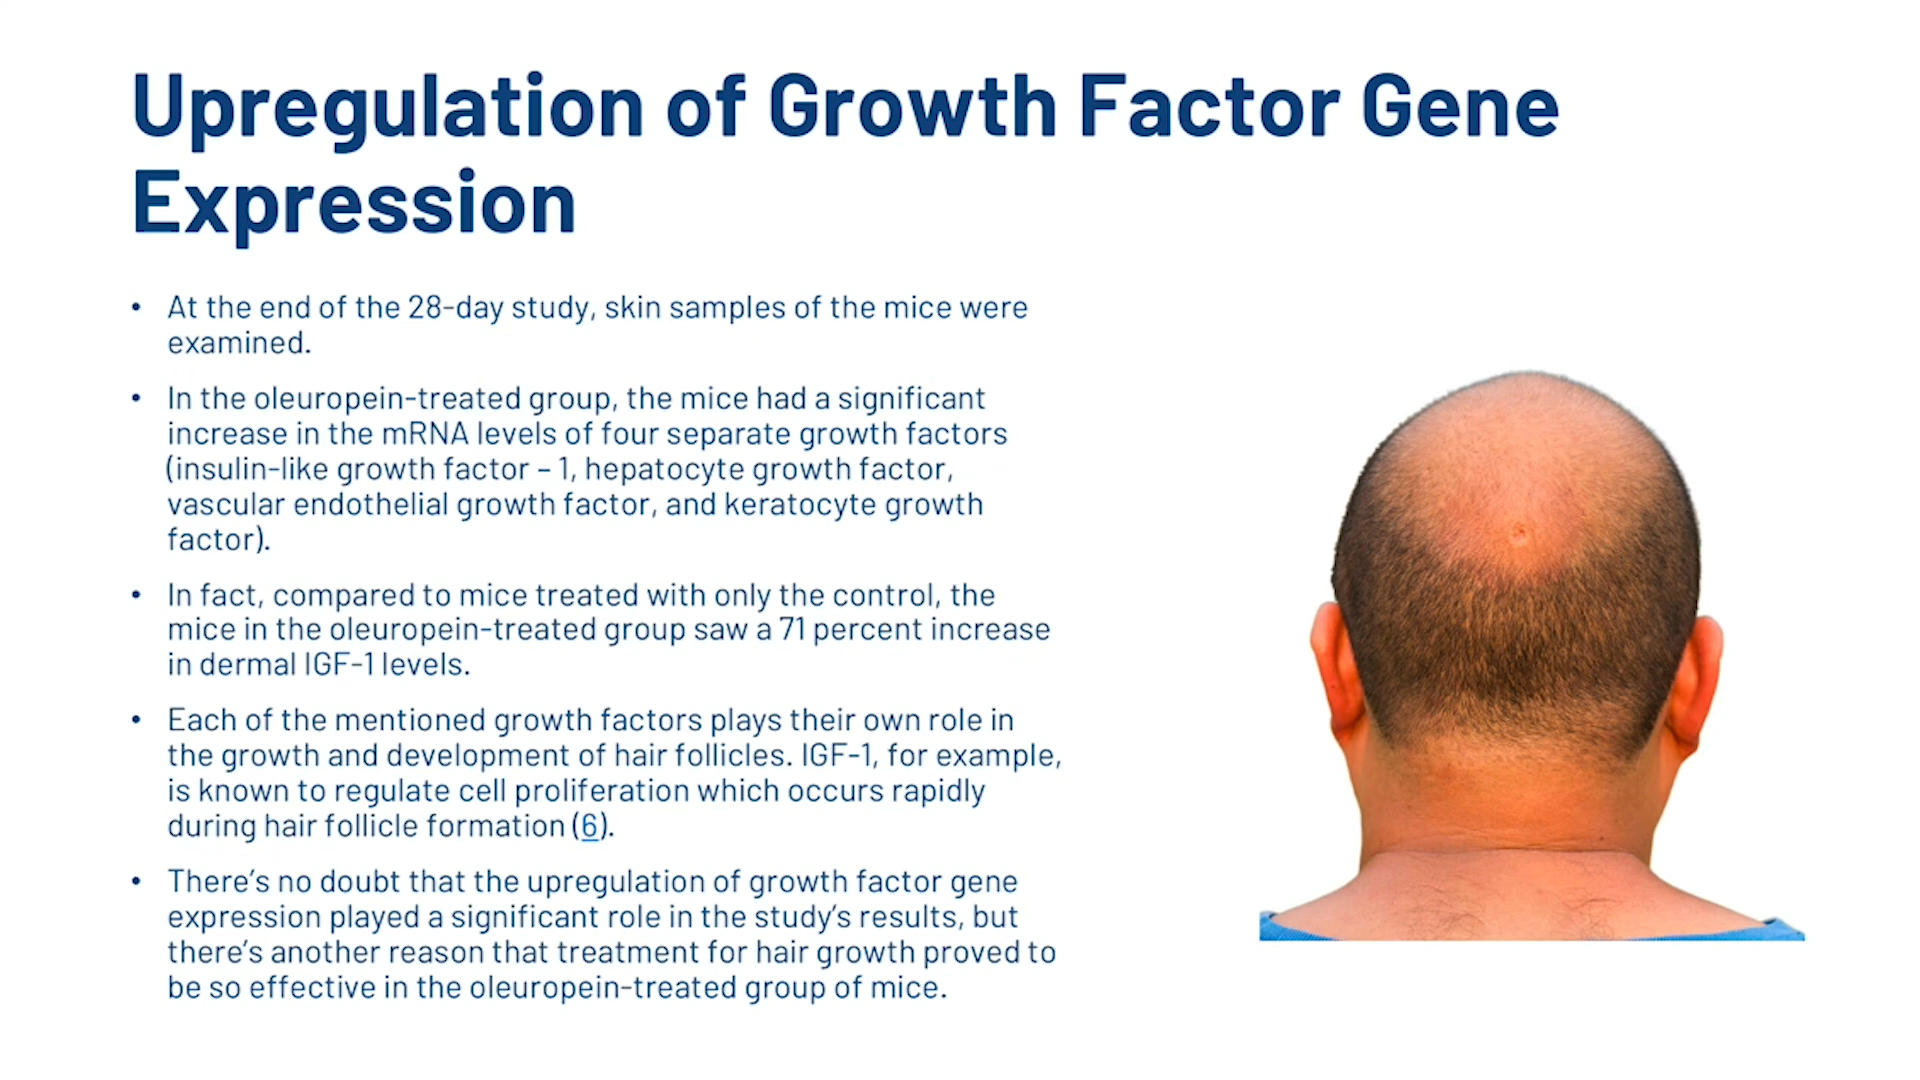 Upregulation of Growth Factor Gene
Expression
• At the end of the 28-day study, skin samples of the mice were
examined.
• In the oleuropein-treated group, the mice had a significant
increase in the mRNA levels of four separate growth factors
(insulin-like growth factor – 1, hepatocyte growth factor,
vascular endothelial growth factor, and keratocyte growth
factor).
• In fact, compared to mice treated with only the control, the
mice in the oleuropein-treated group saw a 71 percent increase
in dermal IGF-1 levels.
• Each of the mentioned growth factors plays their own role in
the growth and development of hair follicles. IGF-1, for example,
is known to regulate cell proliferation which occurs rapidly
during hair follicle formation (6).
• There’s no doubt that the upregulation of growth factor gene
expression played a significant role in the study’s results, but
there’s another reason that treatment for hair growth proved to
be so effective in the oleuropein-treated group of mice.